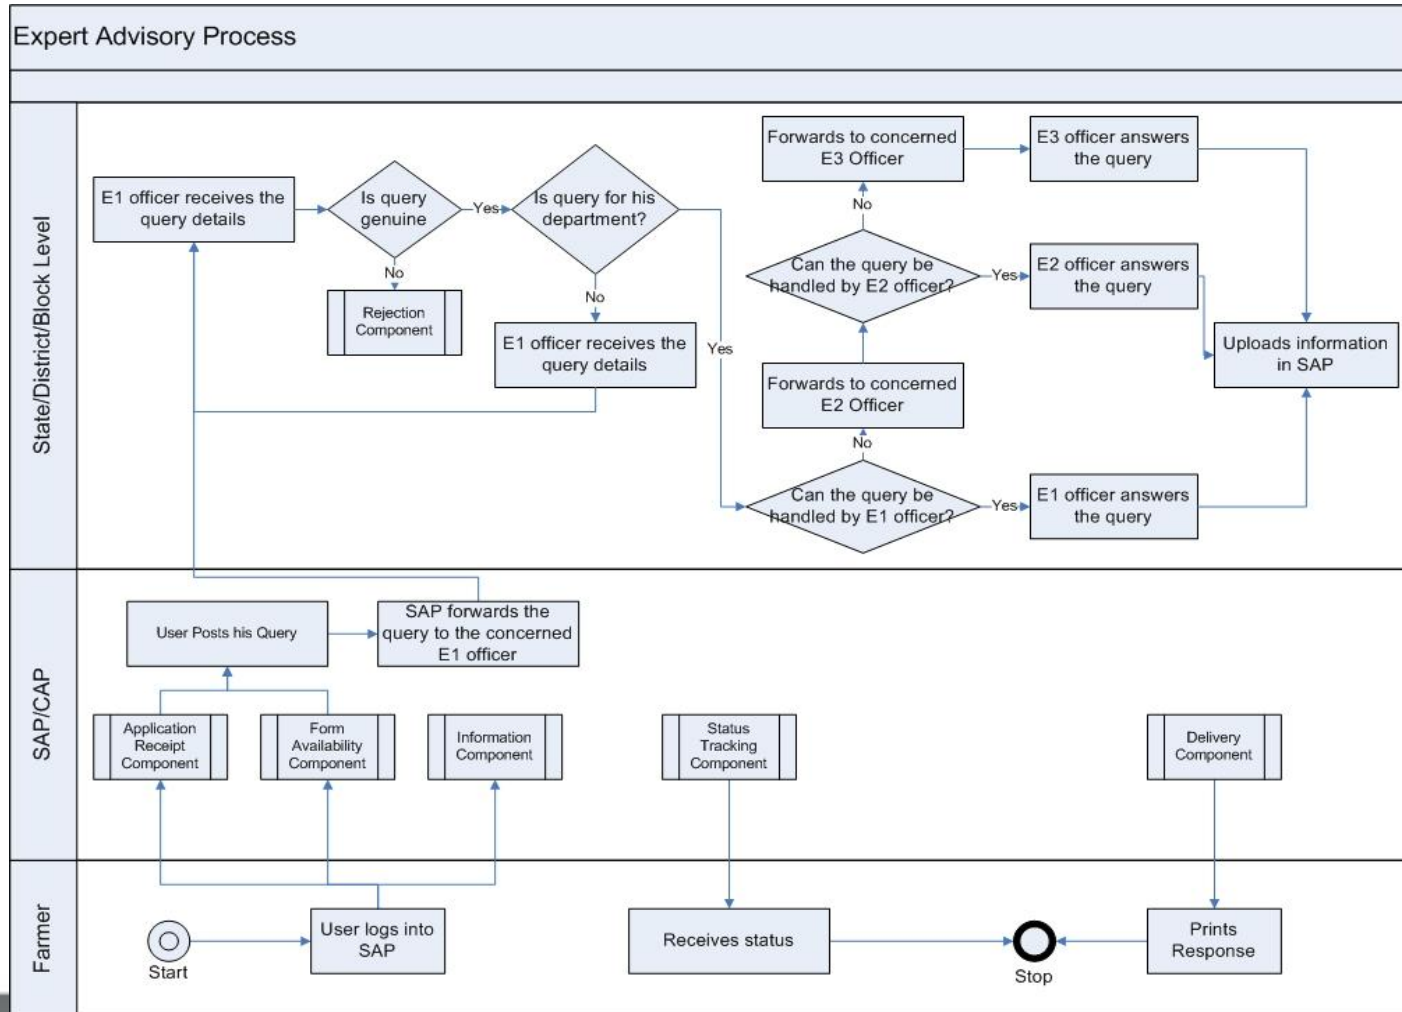 Expert Advisory Process
State/District/Block Level
E1 officer receives the
query details
Is query
genuine
Yes
No
Rejection
Component
Is query for his
department?
No
E1 officer receives the
query details
Yes
Forwards to concerned
E3 Officer
E3 officer answers
the query
No
Can the query be
handled by E2 officer?
Yes
E2 officer answers
the query
Uploads information
in SAP
Forwards to concerned
E2 Officer
No
Can the query be
handled by E1 officer?
Yes
E1 officer answers
the query
SAP/CAP
User Posts his Query
SAP forwards the
query to the concerned
E1 officer
Application
Receipt
Component
Form
Availability
Component
Information
Component
Status
Tracking
Component
Delivery
Component
Farmer
Start
User logs into
SAP
Receives status
Stop
Prints
Response